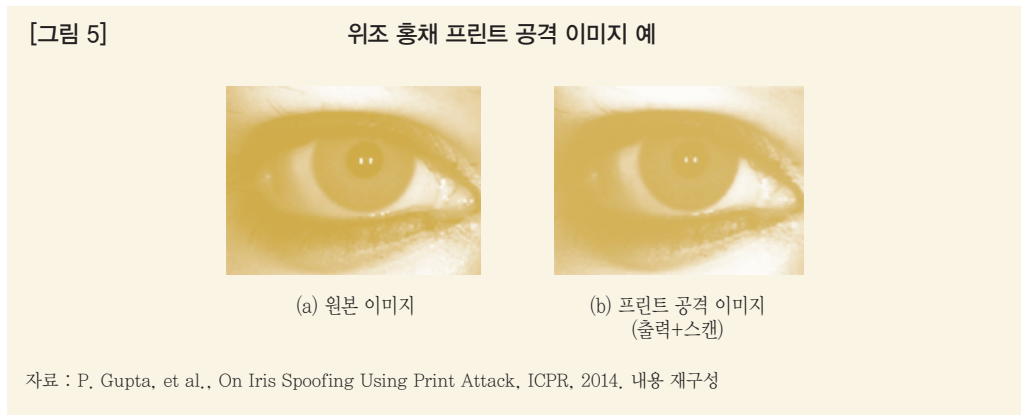 [그림 5] 위조 홍채 프린트 공격 이미지 예
(a) 원본 이미지
(b) 프린트 공격 이미지
(출력+스캔)
자료 : P. Gupta, et al., On Iris Spoofing Using Print Attack, ICPR, 2014. 내용 재구성